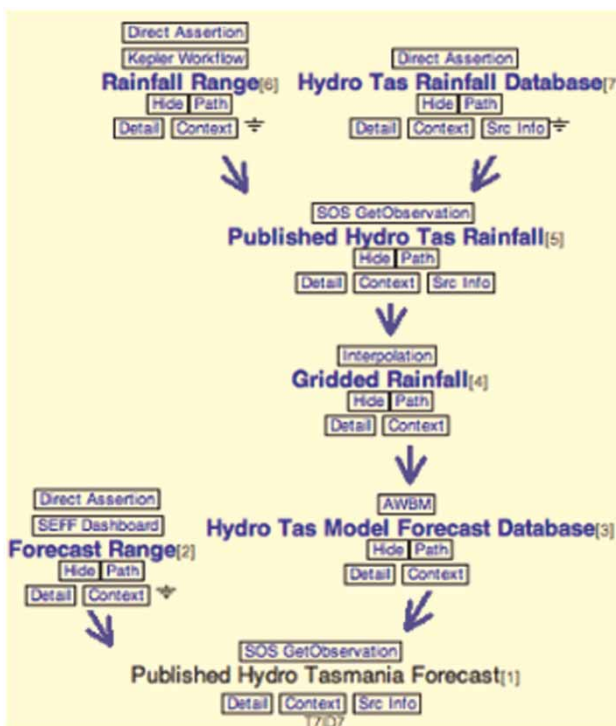 Direct Assertion
Kepler Workflow
Rainfall Range[6]
Hide Path
Detail Context
Direct Assertion
Hydro Tas Rainfall Database[7
Hide Path
Detail Context Src Info
SOS GetObservation
Published Hydro Tas Rainfall[5]
Hide Path
Detail Context Src Info
Interpolation
Gridded Rainfall[4]
Hide Path
Detail Context
Direct Assertion
SEFF Dashboard
Forecast Range[2]
Hide Path
Detail Context
AWBM
Hydro Tas Model Forecast Database[3]
Hide Path
Detail Context
SOS GetObservation
Published Hydro Tasmania Forecast[1]
Detail Context Src Info